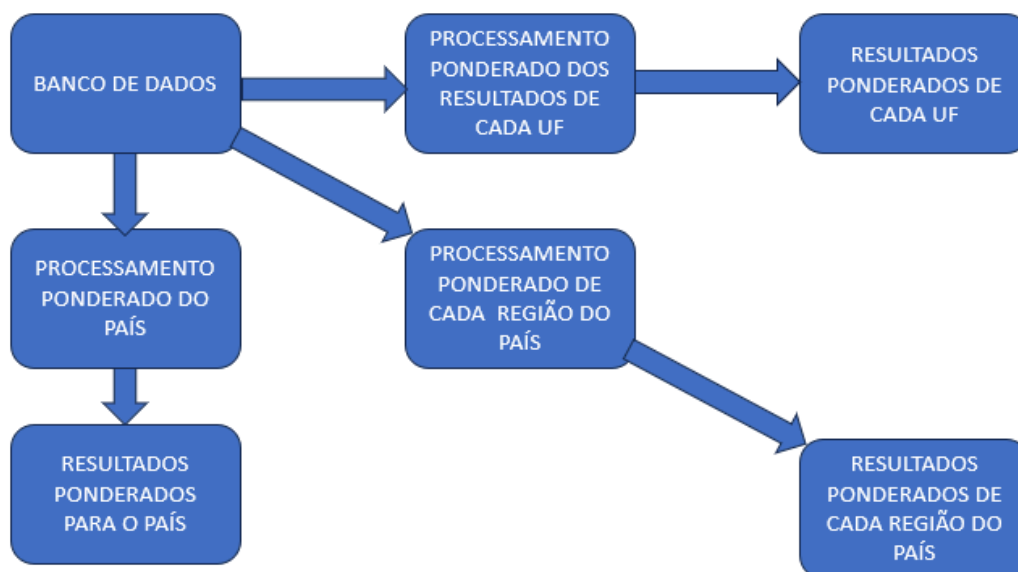 BANCO DE DADOS
PROCESSAMENTO
PONDERADO DOS
RESULTADOS DE
CADA UF
RESULTADOS
PONDERADOS DE
CADA UF
PROCESSAMENTO
PONDERADO DO
PAÍS
PROCESSAMENTO
PONDERADO DE
CADA REGIÃO DO
PAÍS
RESULTADOS
PONDERADOS
PARA O PAÍS
RESULTADOS
PONDERADOS DE
CADA REGIÃO DO
PAÍS